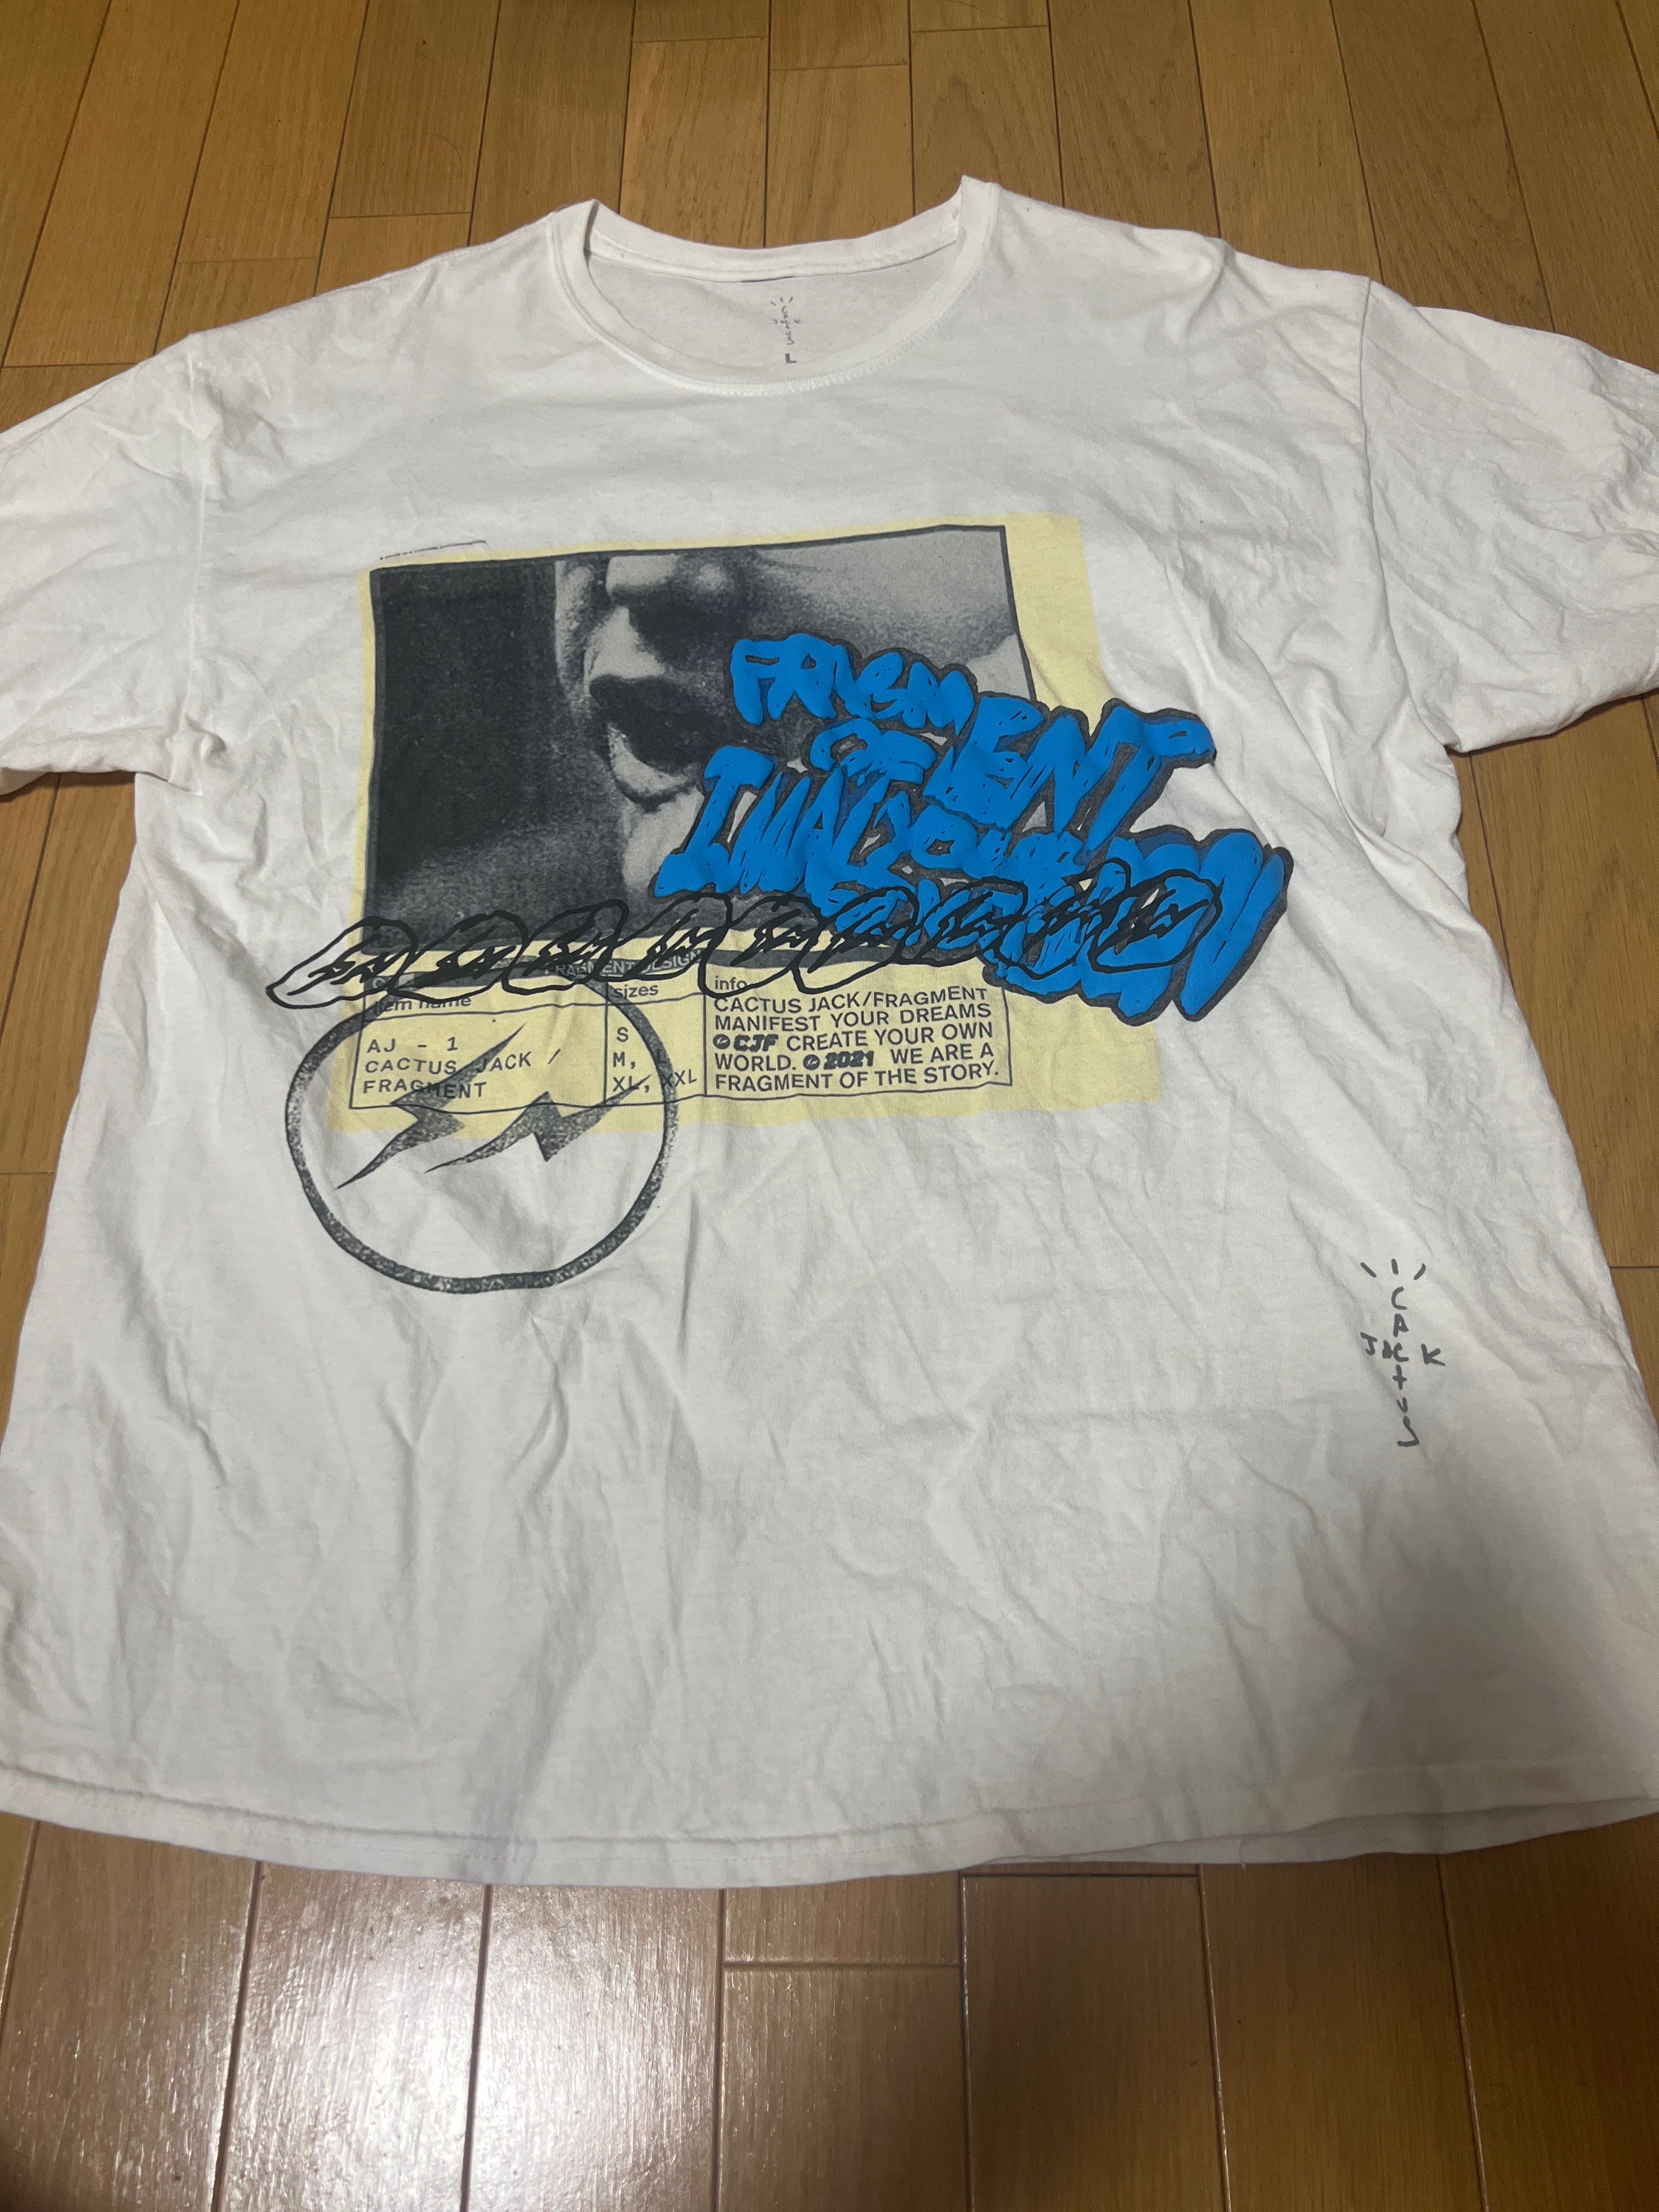 L
FRAGMENT
OF
IMAGINATION
FRAGMENT DESIGN
item name
sizes
info
AJ - 1
CACTUS JACK /
FRAGMENT
S
M, L
XL, XXL
CACTUS JACK/FRAGMENT
MANIFEST YOUR DREAMS
© CJF CREATE YOUR OWN
WORLD. © 2021 WE ARE A
FRAGMENT OF THE STORY.
CACTUS
JACK